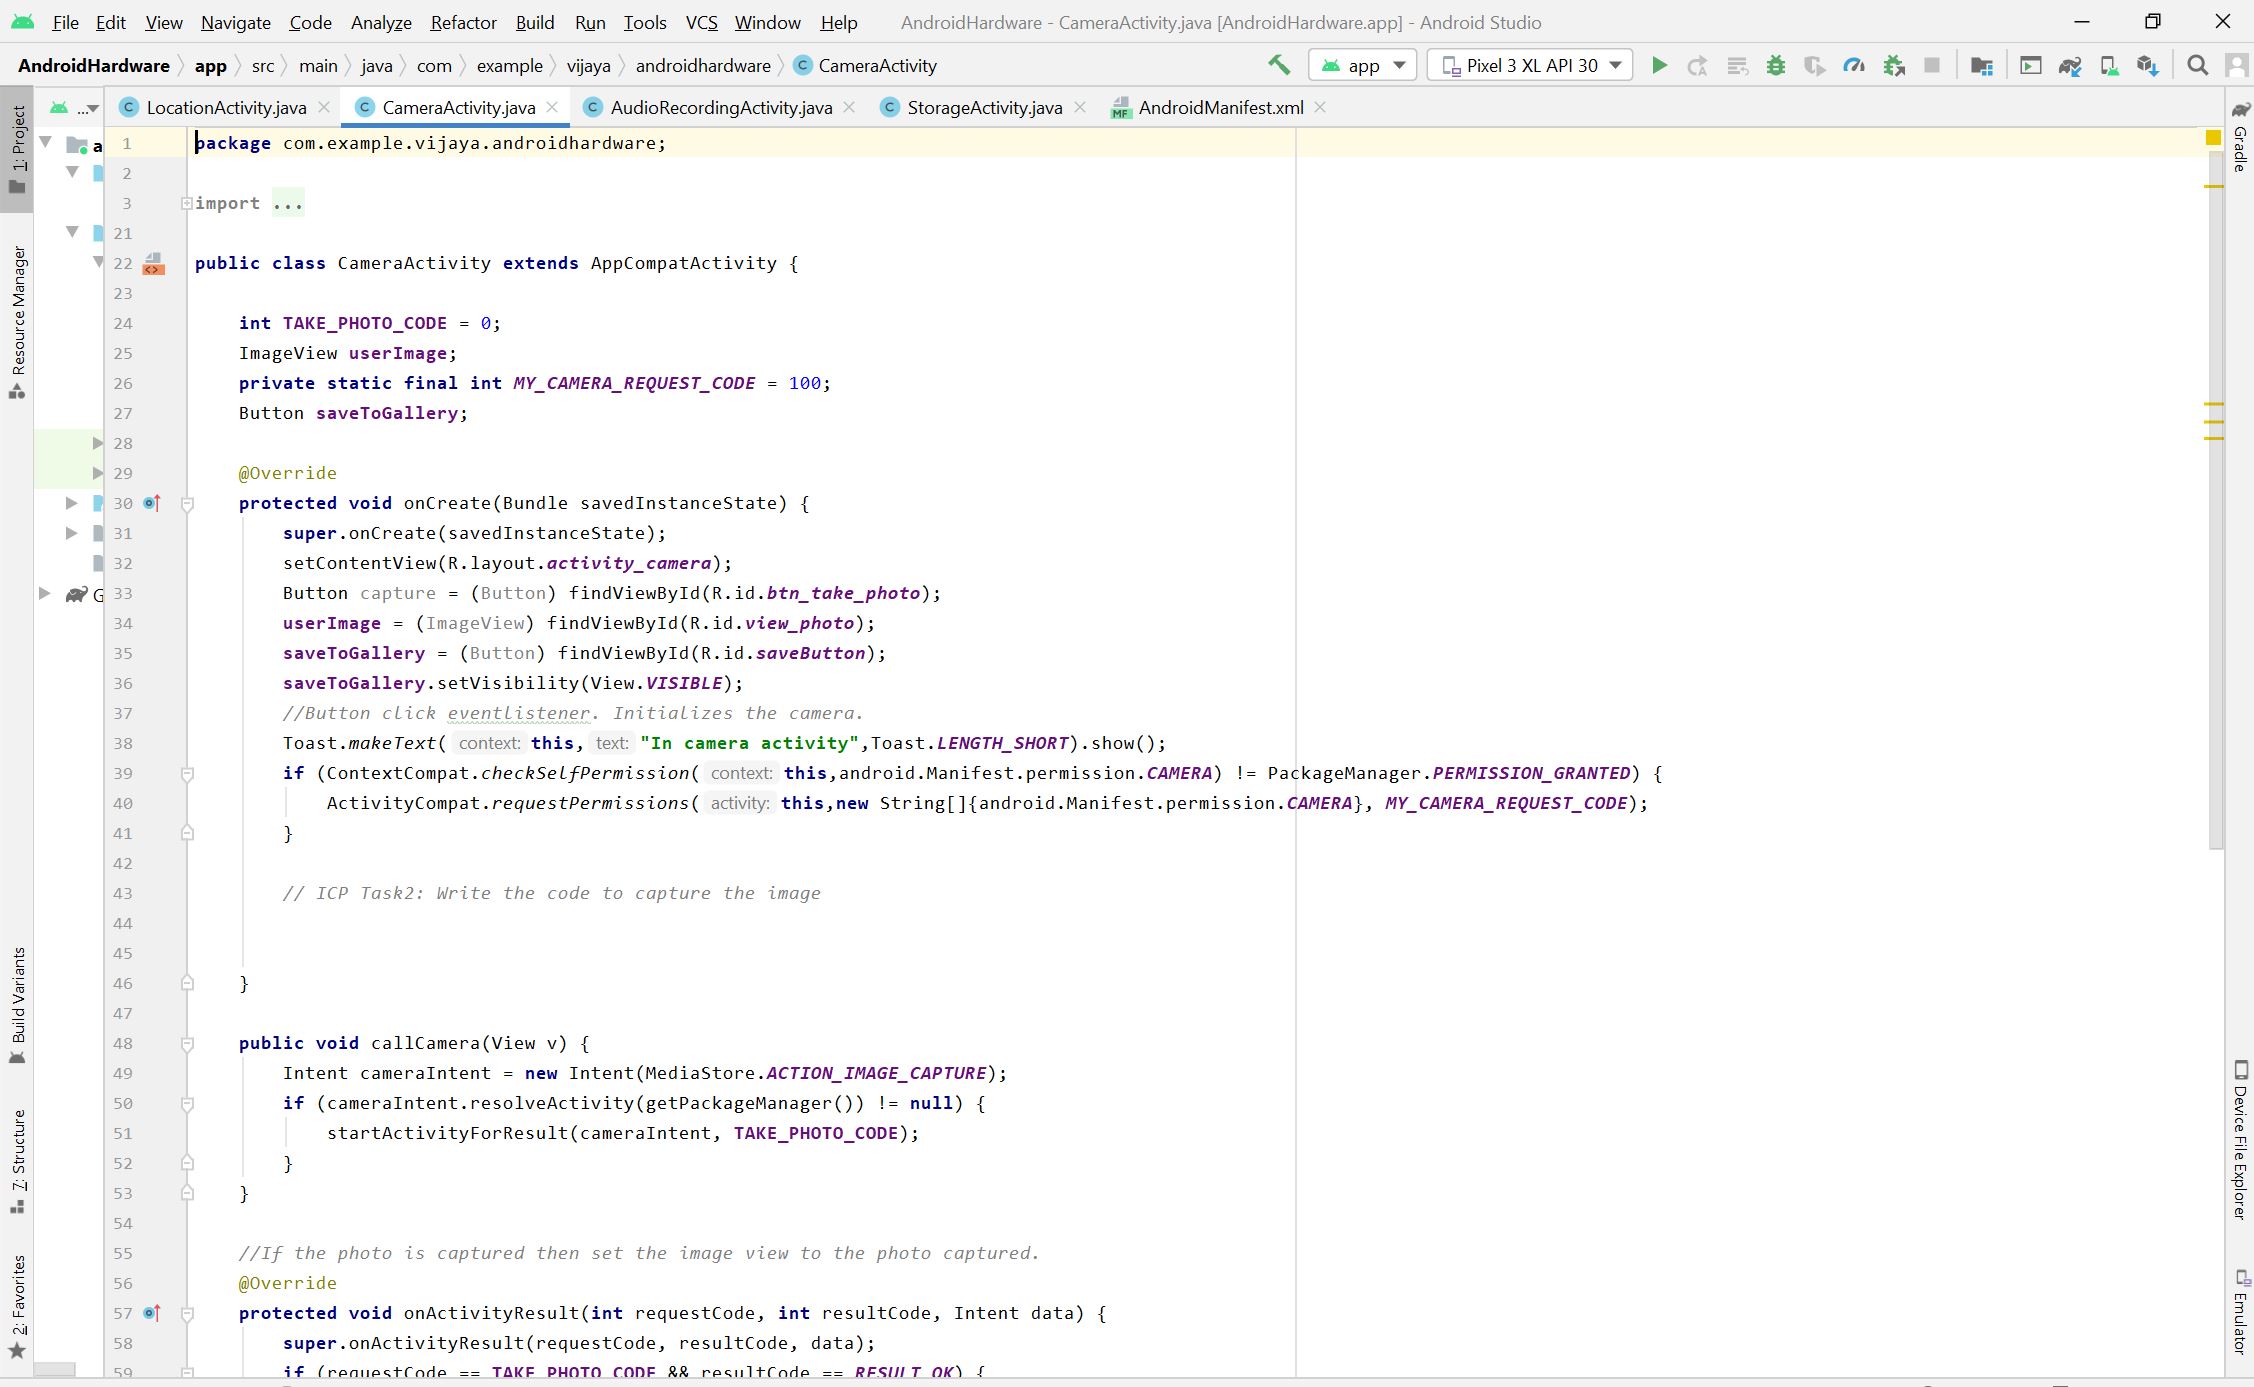 File Edit View Navigate Code Analyze Refactor Build Run Tools VCS Window Help AndroidHardware - CameraActivity.java [AndroidHardware.app] - Android Studio
AndroidHardware app src main java com example vijaya androidhardware CameraActivity app Pixel 3 XL API 30
... LocationActivity.java CameraActivity.java AudioRecordingActivity.java StorageActivity.java AndroidManifest.xml
1: Project
Resource Manager
Build Variants
7: Structure
2: Favorites
a
G
1 package com.example.vijaya.androidhardware;
2
3 import ...
21
22 public class CameraActivity extends AppCompatActivity {
23
24 int TAKE_PHOTO_CODE = 0;
25 ImageView userImage;
26 private static final int MY_CAMERA_REQUEST_CODE = 100;
27 Button saveToGallery;
28
29 @Override
30 protected void onCreate(Bundle savedInstanceState) {
31 super.onCreate(savedInstanceState);
32 setContentView(R.layout.activity_camera);
33 Button capture = (Button) findViewById(R.id.btn_take_photo);
34 userImage = (ImageView) findViewById(R.id.view_photo);
35 saveToGallery = (Button) findViewById(R.id.saveButton);
36 saveToGallery.setVisibility(View.VISIBLE);
37 //Button click eventlistener. Initializes the camera.
38 Toast.makeText( context: this, text: "In camera activity",Toast.LENGTH_SHORT).show();
39 if (ContextCompat.checkSelfPermission( context: this,android.Manifest.permission.CAMERA) != PackageManager.PERMISSION_GRANTED) {
40 ActivityCompat.requestPermissions( activity: this,new String[]{android.Manifest.permission.CAMERA}, MY_CAMERA_REQUEST_CODE);
41 }
42
43 // ICP Task2: Write the code to capture the image
44
45
46 }
47
48 public void callCamera(View v) {
49 Intent cameraIntent = new Intent(MediaStore.ACTION_IMAGE_CAPTURE);
50 if (cameraIntent.resolveActivity(getPackageManager()) != null) {
51 startActivityForResult(cameraIntent, TAKE_PHOTO_CODE);
52 }
53 }
54
55 //If the photo is captured then set the image view to the photo captured.
56 @Override
57 protected void onActivityResult(int requestCode, int resultCode, Intent data) {
58 super.onActivityResult(requestCode, resultCode, data);
59 if (requestCode == TAKE_PHOTO_CODE && resultCode == RESULT_OK) {
Gradle
Device File Explorer
Emulator